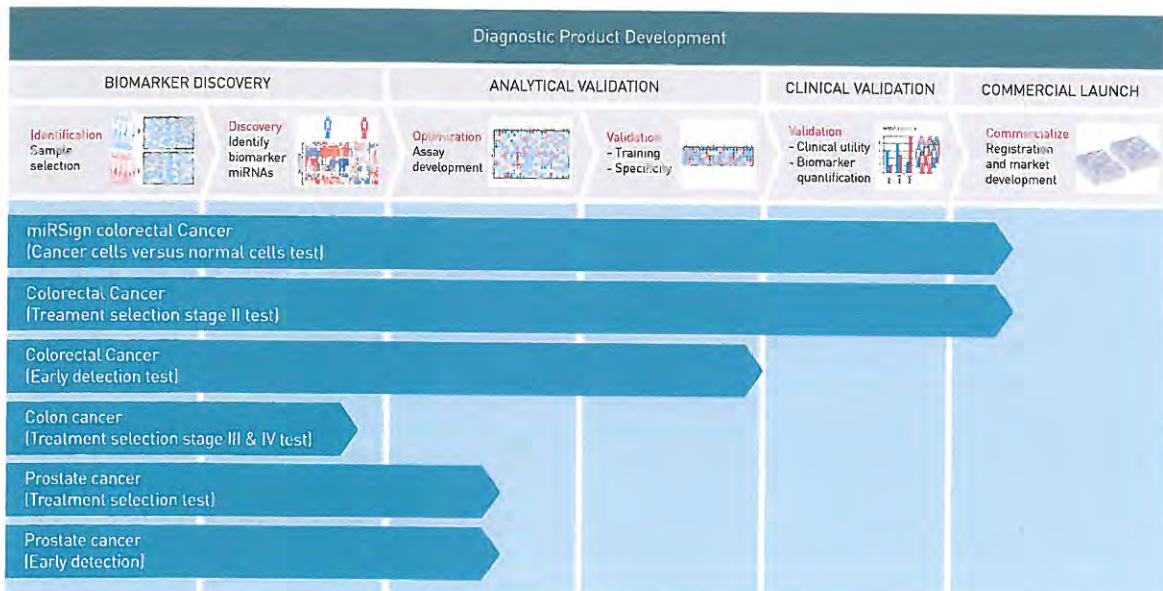 Diagnostic Product Development
BIOMARKER DISCOVERY
ANALYTICAL VALIDATION
CLINICAL VALIDATION
COMMERCIAL LAUNCH
Identification
Sample
selection
Discovery
Identify
biomarker
miRNAs
Optimization
Assay
development
Validation
- Training
- Specificity
Validation
- Clinical utility
- Biomarker
quantification
Commercialize
Registration
and market
development
miRSign colorectal Cancer
(Cancer cells versus normal cells test)
Colorectal Cancer
(Treament selection stage II test)
Colorectal Cancer
(Early detection test)
Colon cancer
(Treatment selection stage III & IV test)
Prostate cancer
(Treatment selection test)
Prostate cancer
(Early detection)